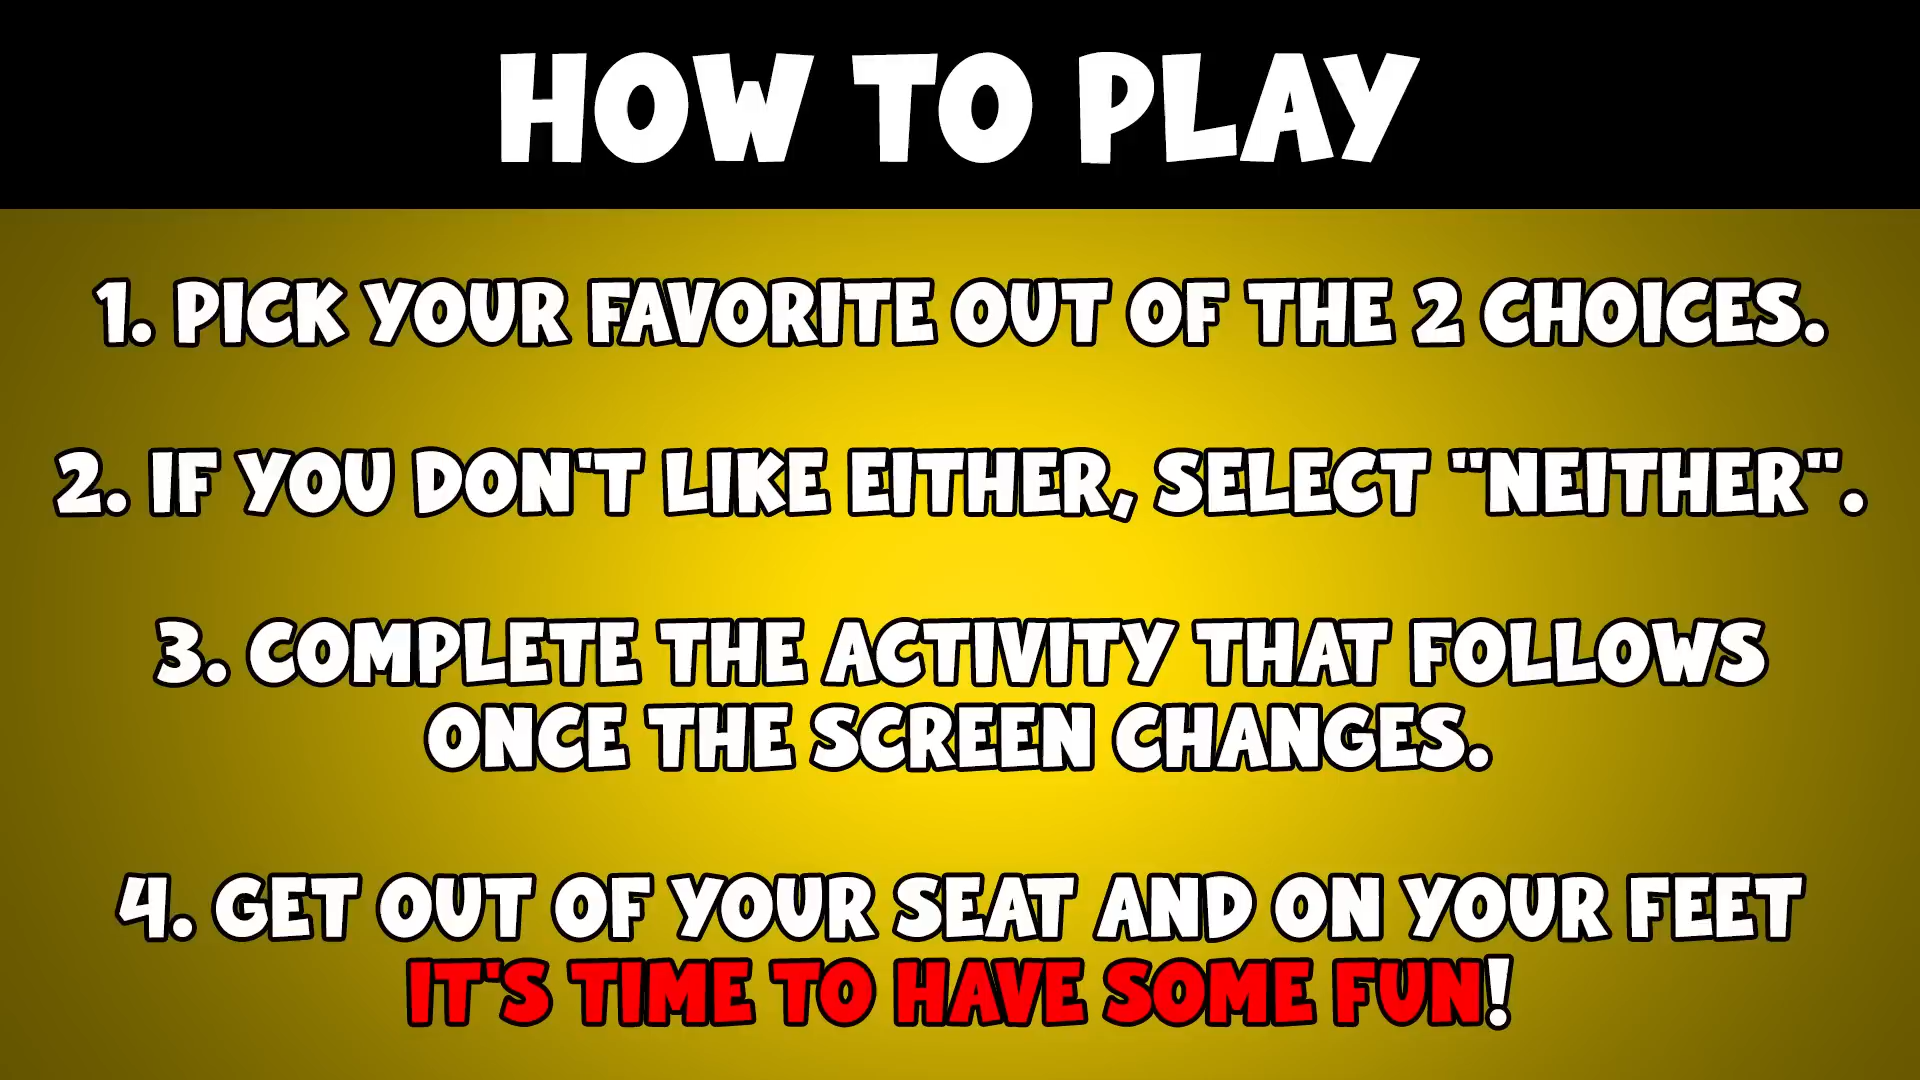 HOW TO PLAY
1. PICK YOUR FAVORITE OUT OF THE 2 CHOICES.
2. IF YOU DON'T LIKE EITHER, SELECT "NEITHER".
3. COMPLETE THE ACTIVITY THAT FOLLOWS
ONCE THE SCREEN CHANGES.
4. GET OUT OF YOUR SEAT AND ON YOUR FEET
IT'S TIME TO HAVE SOME FUN!